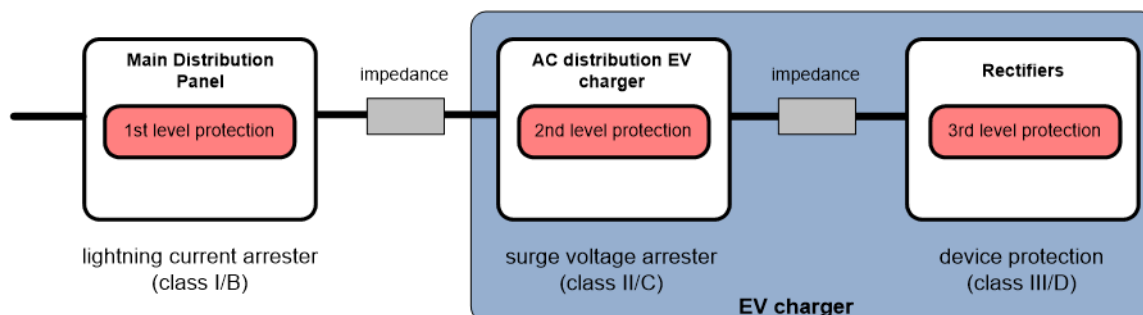 Main Distribution
Panel
1st level protection
impedance
AC distribution EV
charger
2nd level protection
impedance
Rectifiers
3rd level protection
lightning current arrester
(class I/B)
surge voltage arrester
(class II/C)
device protection
(class III/D)
EV charger